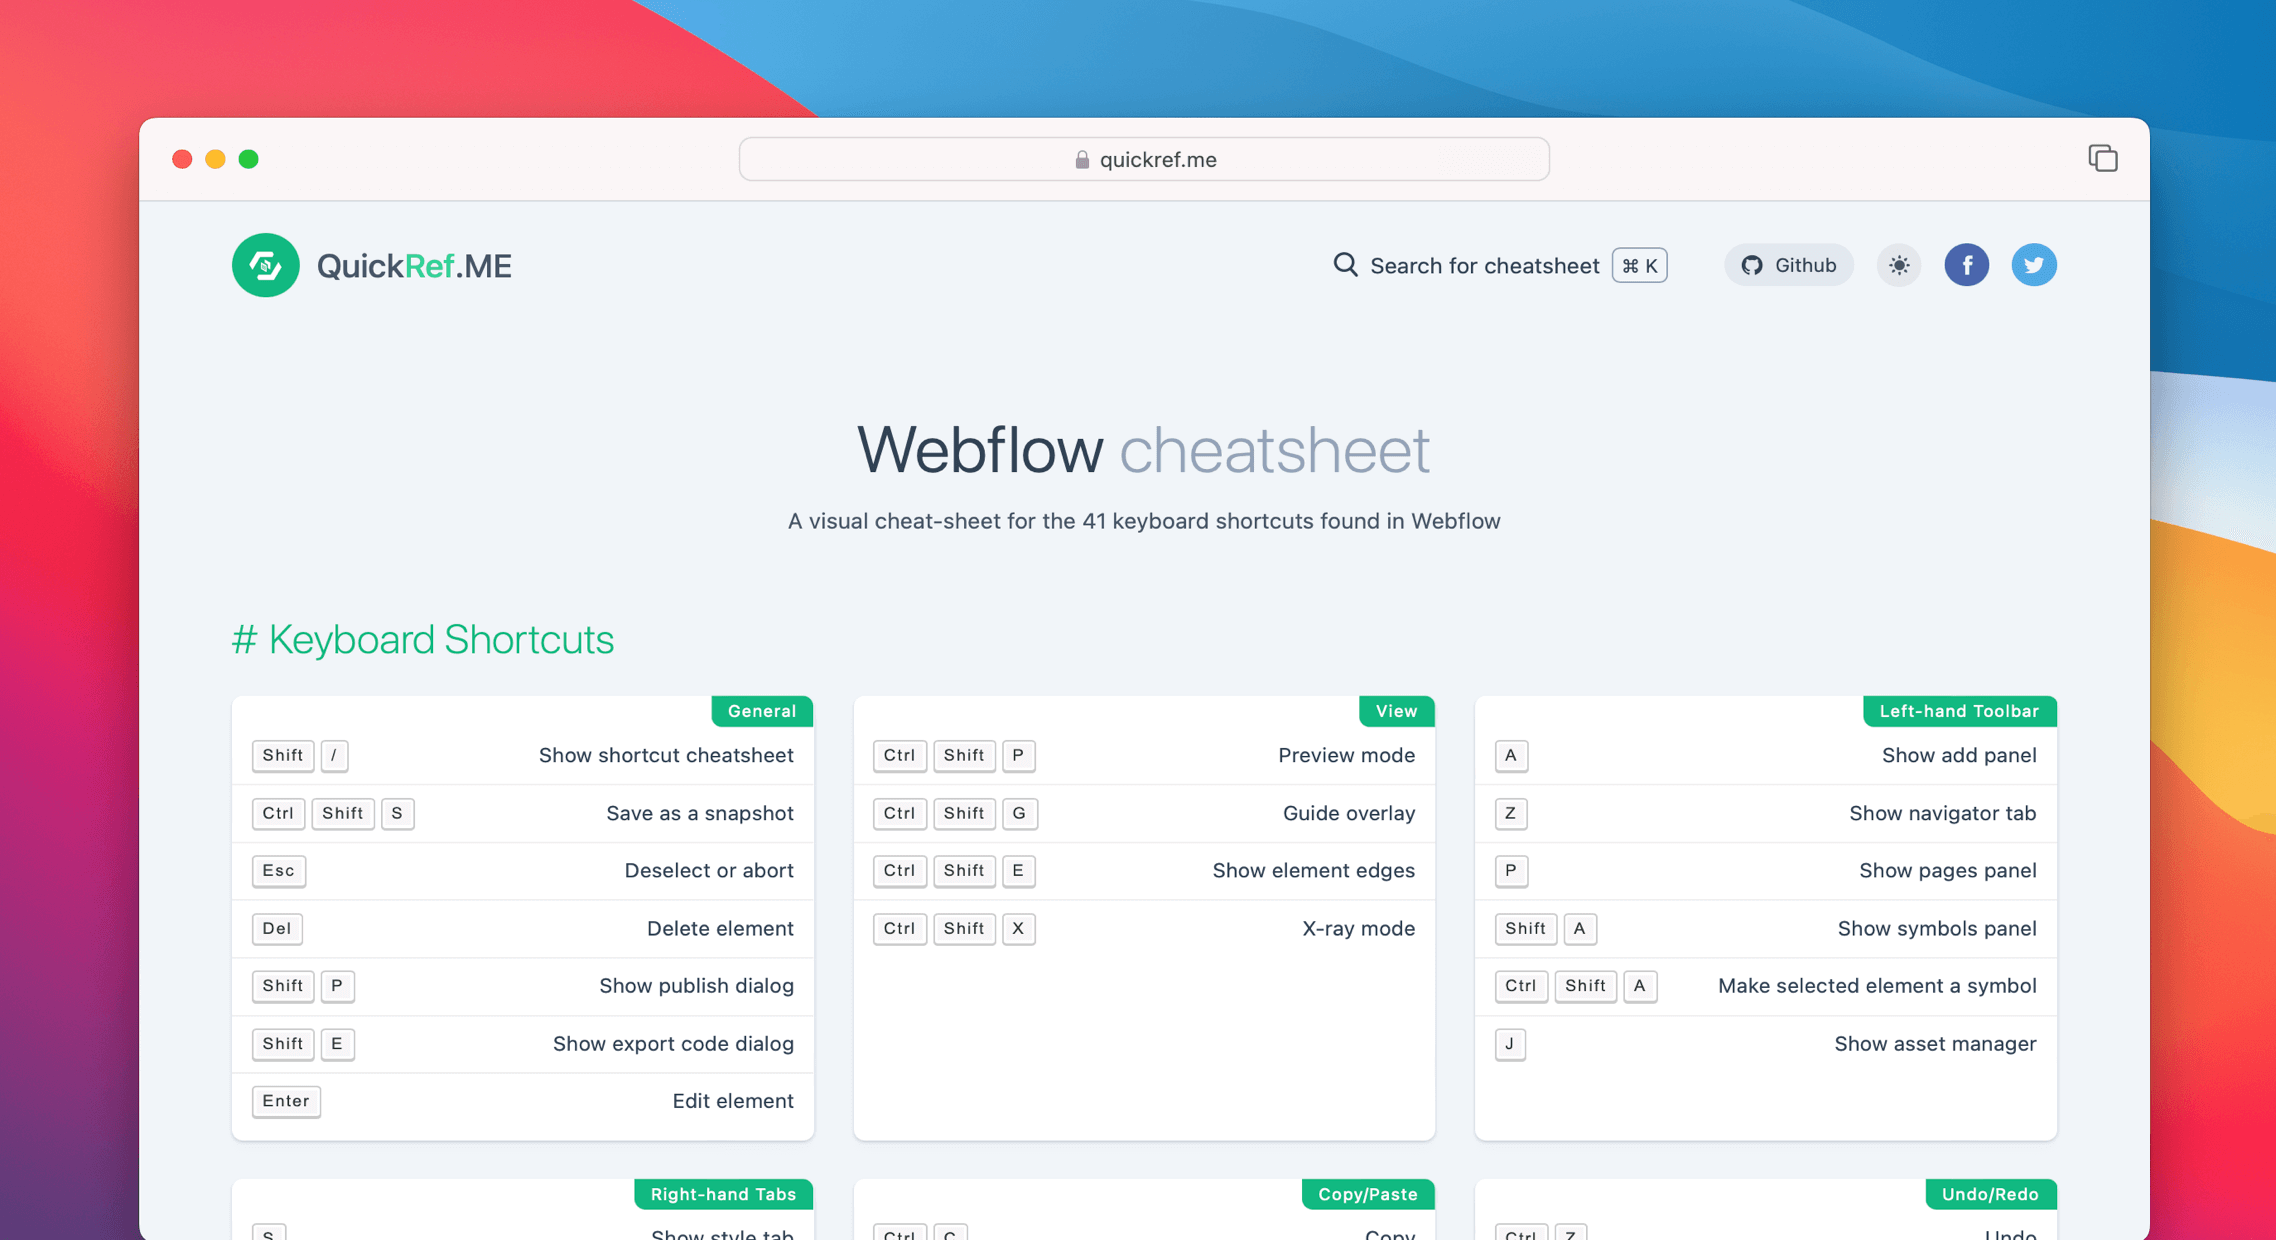 quickref.me
QuickRef.ME
Search for cheatsheet ⌘ K
Github
Webflow cheatsheet
A visual cheat-sheet for the 41 keyboard shortcuts found in Webflow
# Keyboard Shortcuts
General
Shift / Show shortcut cheatsheet
Ctrl Shift S Save as a snapshot
Esc Deselect or abort
Del Delete element
Shift P Show publish dialog
Shift E Show export code dialog
Enter Edit element
View
Ctrl Shift P Preview mode
Ctrl Shift G Guide overlay
Ctrl Shift E Show element edges
Ctrl Shift X X-ray mode
Left-hand Toolbar
A Show add panel
Z Show navigator tab
P Show pages panel
Shift A Show symbols panel
Ctrl Shift A Make selected element a symbol
J Show asset manager
Right-hand Tabs
S Show style tab
Copy/Paste
Ctrl C Copy
Undo/Redo
Ctrl Z Undo